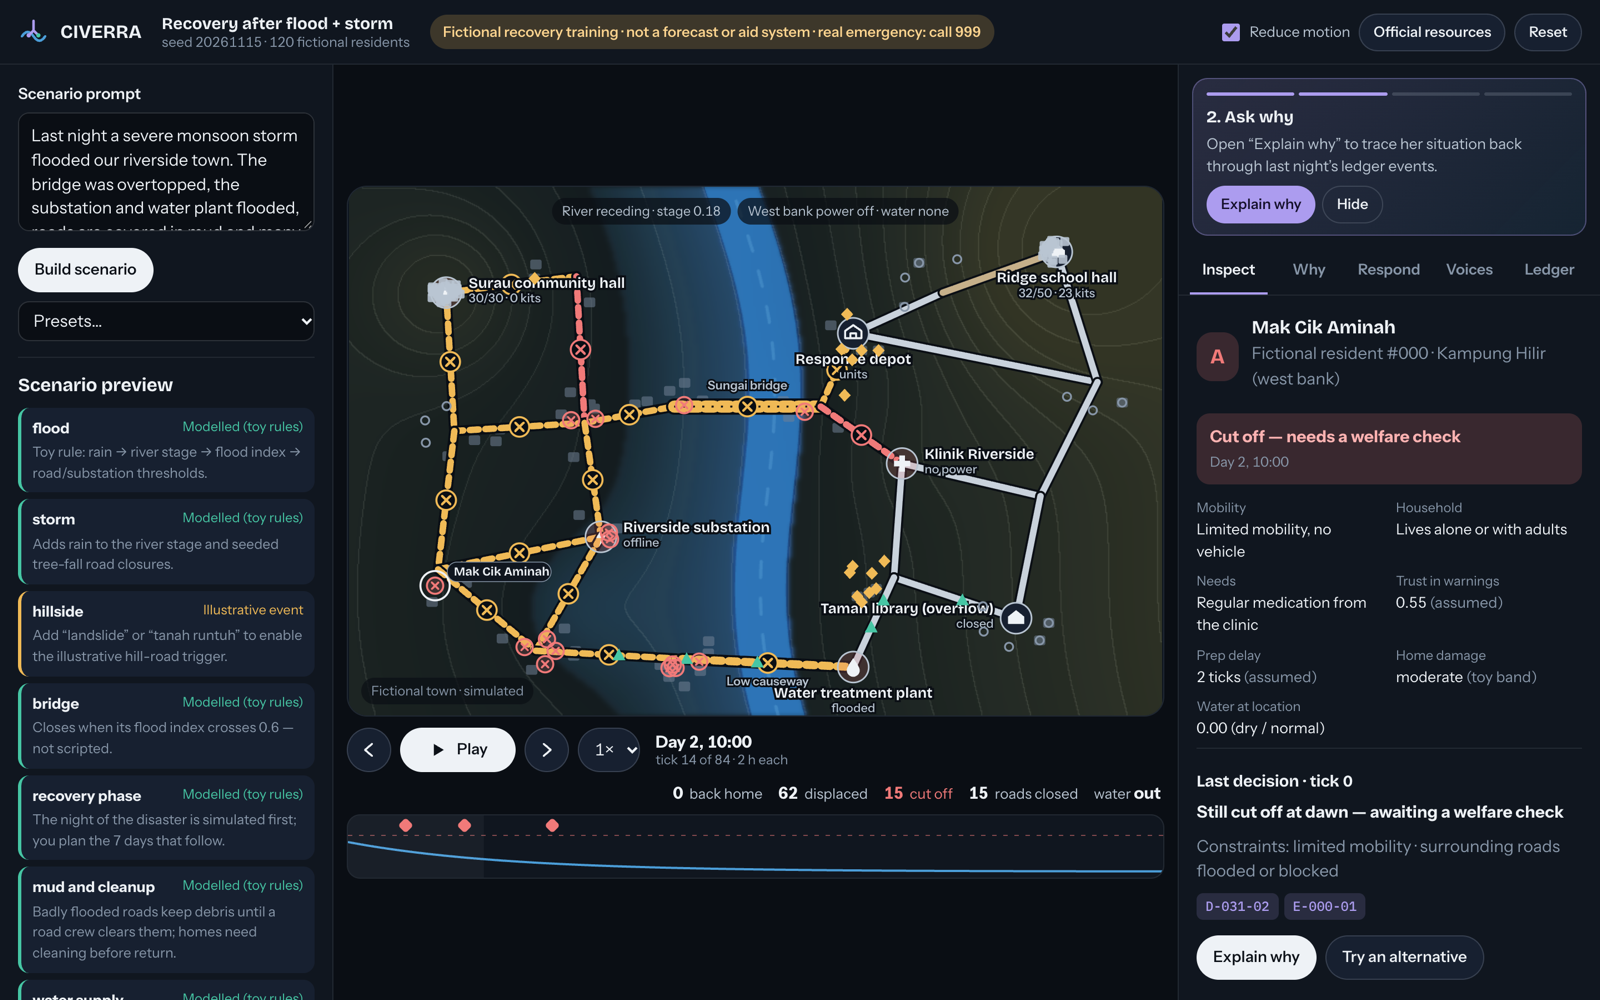 CIVERRA
Recovery after flood + storm
seed 20261115 · 120 fictional residents
Fictional recovery training · not a forecast or aid system · real emergency: call 999
Reduce motion
Official resources
Reset
Scenario prompt
Last night a severe monsoon storm
flooded our riverside town. The
bridge was overtopped, the
substation and water plant flooded,
roads are covered in mud and many
Build scenario
Presets...
Scenario preview
flood
Modelled (toy rules)
Toy rule: rain → river stage → flood index →
road/substation thresholds.
storm
Modelled (toy rules)
Adds rain to the river stage and seeded
tree-fall road closures.
hillside
Illustrative event
Add “landslide” or “tanah runtuh” to enable
the illustrative hill-road trigger.
bridge
Modelled (toy rules)
Closes when its flood index crosses 0.6 —
not scripted.
recovery phase
Modelled (toy rules)
The night of the disaster is simulated first;
you plan the 7 days that follow.
mud and cleanup
Modelled (toy rules)
Badly flooded roads keep debris until a
road crew clears them; homes need
cleaning before return.
water supply
Modelled (toy rules)
River receding · stage 0.18
West bank power off · water none
Surau community hall
30/30 · 0 kits
Ridge school hall
32/50 · 23 kits
Response depot
units
Sungai bridge
Klinik Riverside
no power
Riverside substation
offline
Mak Cik Aminah
Taman library (overflow)
closed
Low causeway
Water treatment plant
flooded
Fictional town · simulated
Play
1×
Day 2, 10:00
tick 14 of 84 · 2 h each
0 back home 62 displaced 15 cut off 15 roads closed water out
2. Ask why
Open “Explain why” to trace her situation back
through last night’s ledger events.
Explain why
Hide
Inspect
Why
Respond
Voices
Ledger
A
Mak Cik Aminah
Fictional resident #000 · Kampung Hilir
(west bank)
Cut off — needs a welfare check
Day 2, 10:00
Mobility
Limited mobility, no
vehicle
Household
Lives alone or with adults
Needs
Regular medication from
the clinic
Trust in warnings
0.55 (assumed)
Prep delay
2 ticks (assumed)
Home damage
moderate (toy band)
Water at location
0.00 (dry / normal)
Last decision · tick 0
Still cut off at dawn — awaiting a welfare check
Constraints: limited mobility · surrounding roads
flooded or blocked
D-031-02
E-000-01
Explain why
Try an alternative